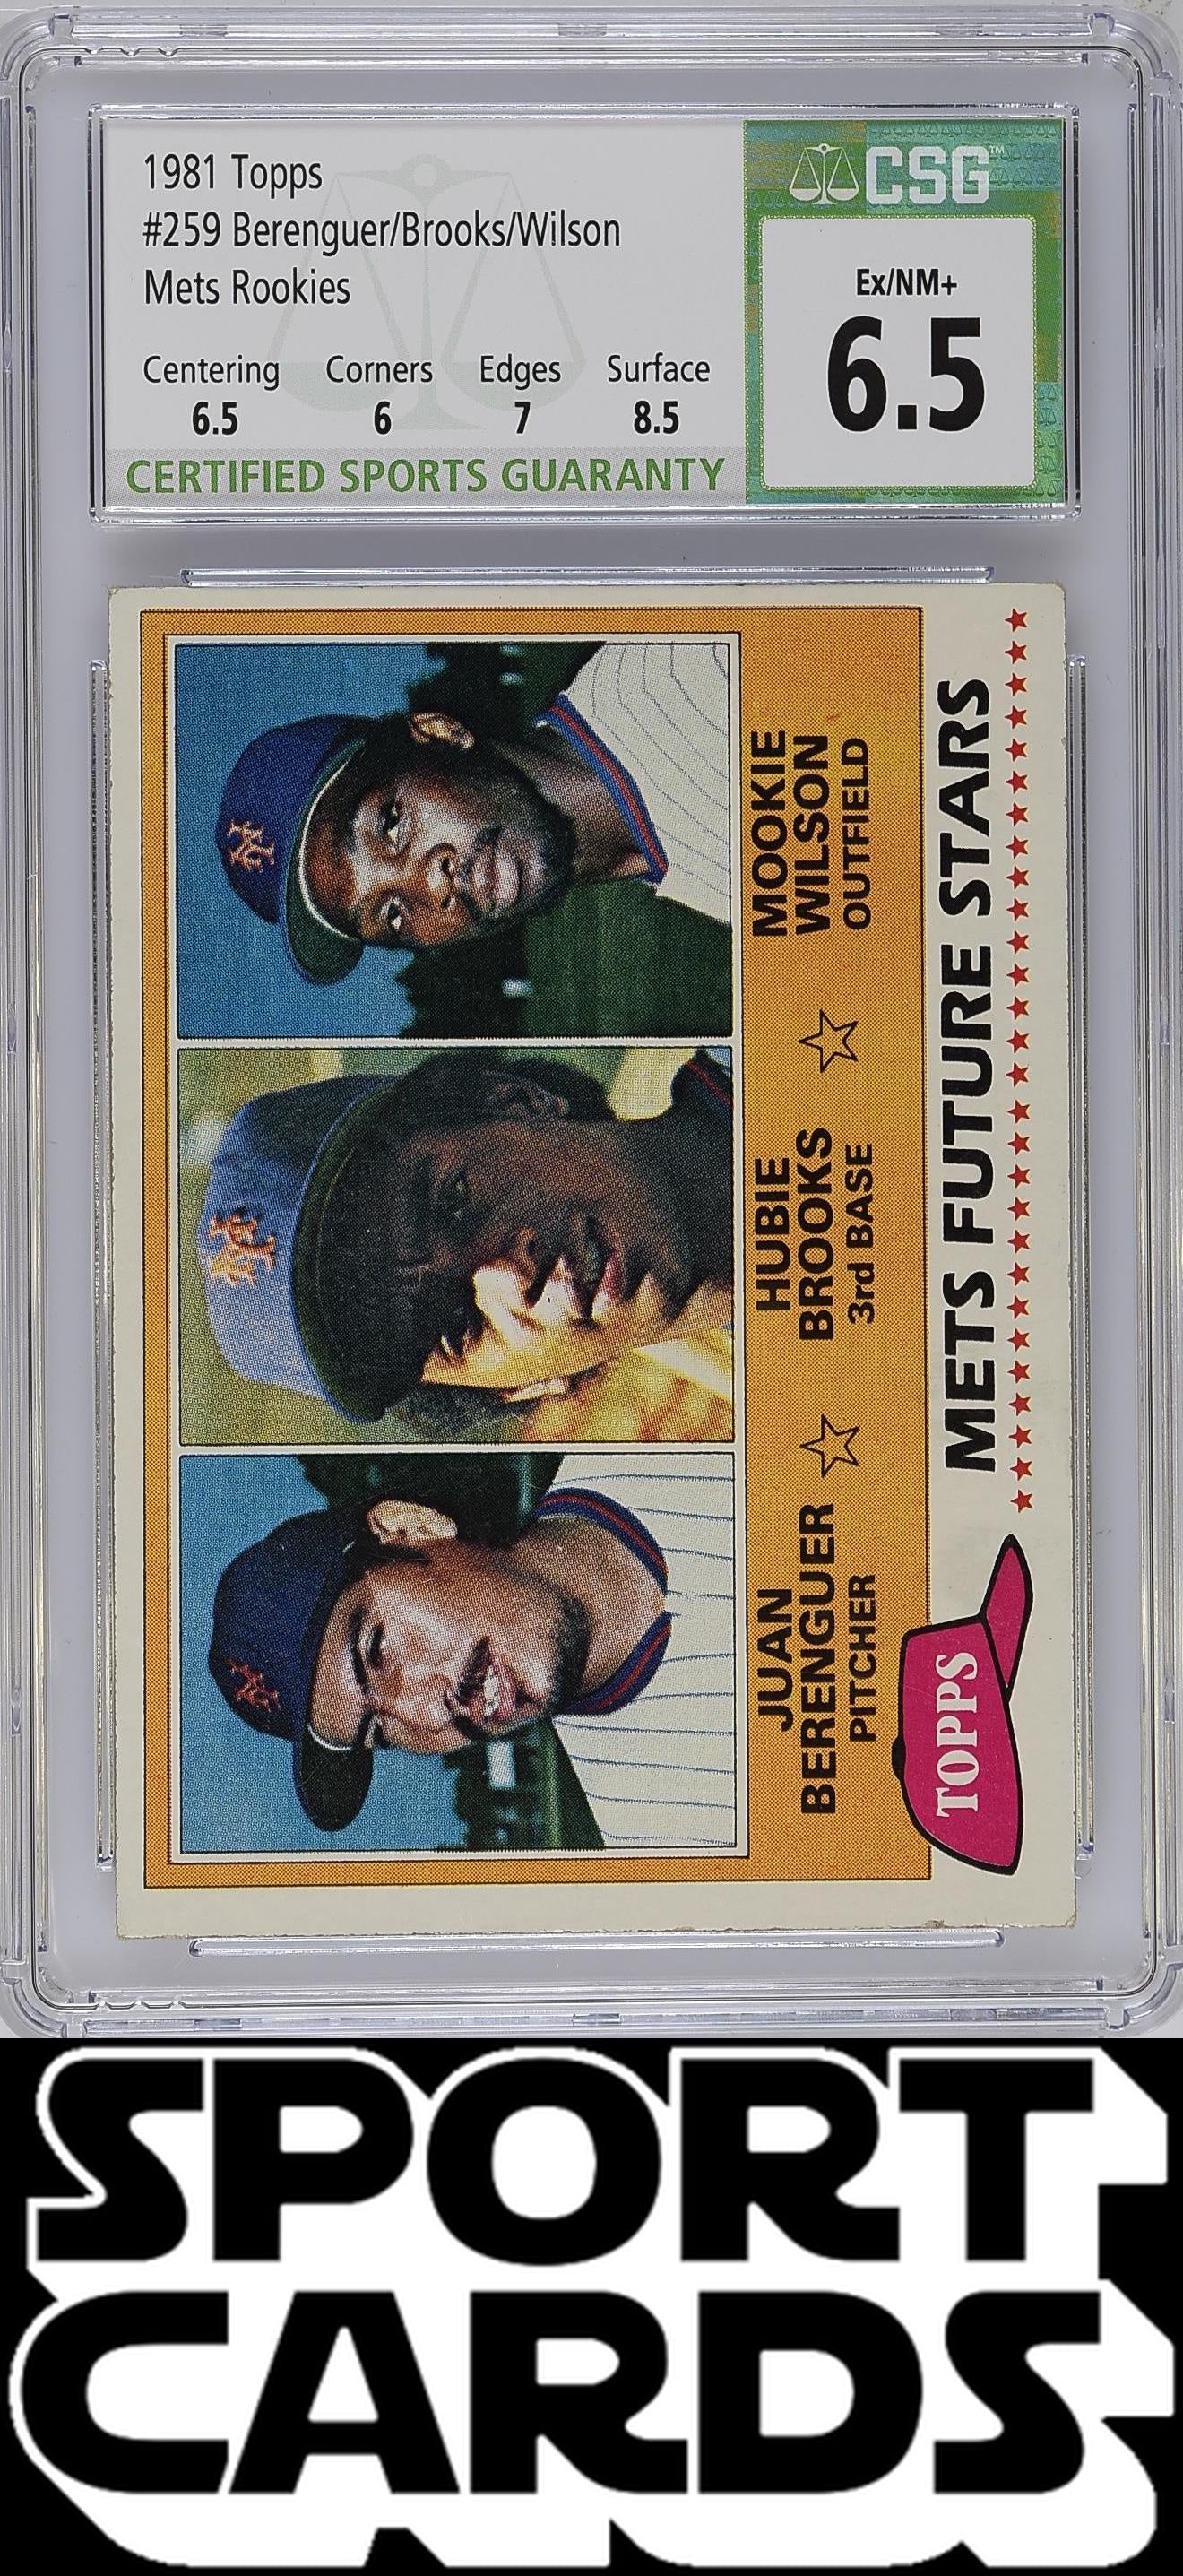 1981 Topps
#259 Berenguer/Brooks/Wilson
Mets Rookies
Centering Corners Edges Surface
6.5 6 7 8.5
CERTIFIED SPORTS GUARANTY
CSG™
Ex/NM+
6.5
JUAN
BERENGUER
PITCHER
HUBIE
BROOKS
3rd BASE
MOOKIE
WILSON
OUTFIELD
TOPPS
METS FUTURE STARS
SPORT
CARDS